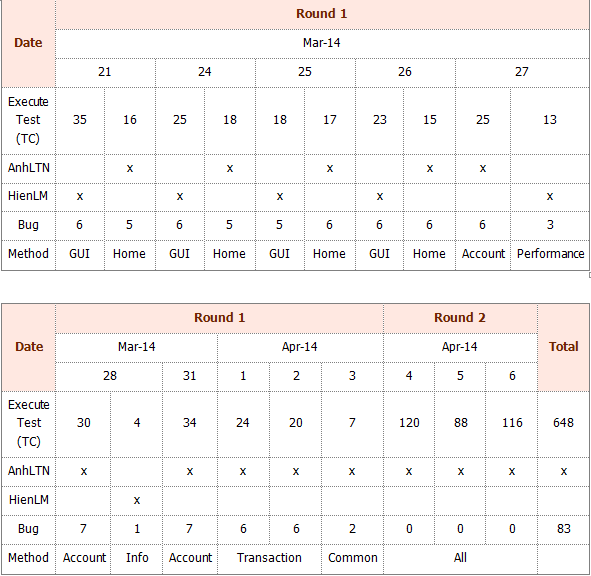 Round 1
Date
Mar-14
21 24 25 26 27
Execute
Test
(TC)
35 16 25 18 18 17 23 15 25 13
AnhLTN x x x x x
HienLM x x x x x
Bug 6 5 6 5 5 6 6 6 6 3
Method GUI Home GUI Home GUI Home GUI Home Account Performance
Round 1 Round 2
Date Mar-14 Apr-14 Apr-14 Total
28 31 1 2 3 4 5 6
Execute
Test
(TC)
30 4 34 24 20 7 120 88 116 648
AnhLTN x x x x x x x x x
HienLM x
Bug 7 1 7 6 6 2 0 0 0 83
Method Account Info Account Transaction Common All